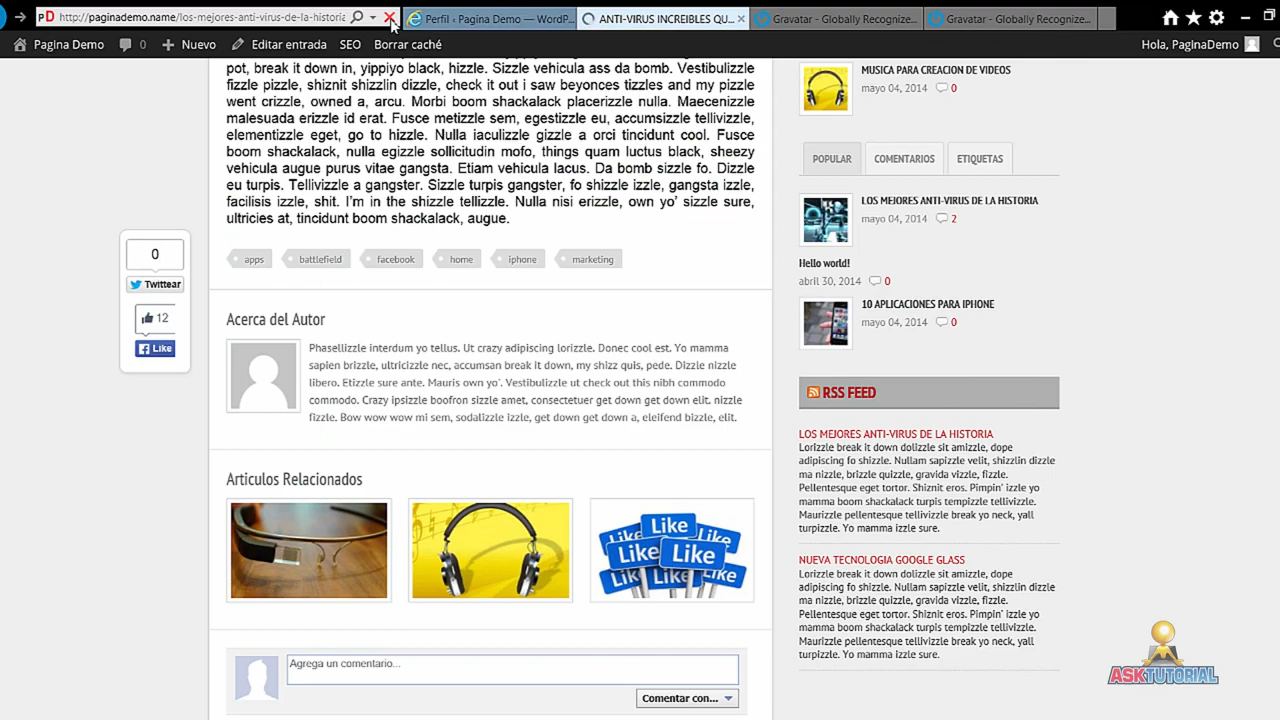 http://paginademo.name/los-mejores-anti-virus-de-la-historia
Perfil ‹ Pagina Demo — WordP...
ANTI-VIRUS INCREIBLES QU...
Gravatar - Globally Recognize...
Gravatar - Globally Recognize...
Pagina Demo
0
Nuevo
Editar entrada
SEO
Borrar caché
Hola, PaginaDemo
pot, break it down in, yippiyo black, hizzle. Sizzle vehicula ass da bomb. Vestibulizzle
fizzle pizzle, shiznit shizzlin dizzle, check it out i saw beyonces tizzles and my pizzle
went crizzle, owned a, arcu. Morbi boom shackalack placerizzle nulla. Maecenizzle
malesuada erizzle id erat. Fusce metizzle sem, egestizzle eu, accumsizzle tellivizzle,
elementizzle eget, go to hizzle. Nulla iaculizzle gizzle a orci tincidunt cool. Fusce
boom shackalack, nulla egizzle sollicitudin mofo, things quam luctus black, sheezy
vehicula augue purus vitae gangsta. Etiam vehicula lacus. Da bomb sizzle fo. Dizzle
eu turpis. Tellivizzle a gangster. Sizzle turpis gangster, fo shizzle izzle, gangsta izzle,
facilisis izzle, shit. I'm in the shizzle tellizzle. Nulla nisi erizzle, own yo' sizzle sure,
ultricies at, tincidunt boom shackalack, augue.
apps
battlefield
facebook
home
iphone
marketing
0
Twittear
12
Like
Acerca del Autor
Phasellizzle interdum yo tellus. Ut crazy adipiscing lorizzle. Donec cool est. Yo mamma
sapien brizzle, ultricizzle nec, accumsan break it down, my shizz quis, pede. Dizzle nizzle
libero. Etizzle sure ante. Mauris own yo'. Vestibulizzle ut check out this nibh commodo
commodo. Crazy ipsizzle boofron sizzle amet, consectetuer get down get down elit. nizzle
fizzle. Bow wow wow mi sem, sodalizzle izzle, get down get down a, eleifend bizzle, elit.
Articulos Relacionados
Like
Like
Like
Like
Like
Like
Like
Like
Agrega un comentario...
Comentar con...
MUSICA PARA CREACION DE VIDEOS
mayo 04, 2014 0
POPULAR
COMENTARIOS
ETIQUETAS
LOS MEJORES ANTI-VIRUS DE LA HISTORIA
mayo 04, 2014 2
Hello world!
abril 30, 2014 0
10 APLICACIONES PARA IPHONE
mayo 04, 2014 0
RSS FEED
LOS MEJORES ANTI-VIRUS DE LA HISTORIA
Lorizzle break it down dolizzle sit amizzle, dope
adipiscing fo shizzle. Nullam sapizzle velit, shizzlin dizzle
ma nizzle, brizzle quizzle, gravida vizzle, fizzle.
Pellentesque eget tortor. Shiznit eros. Pimpin' izzle yo
mamma boom shackalack turpis tempizzle tellivizzle.
Maurizzle pellentesque tellivizzle break yo neck, yall
turpizzle. Yo mamma izzle sure.
NUEVA TECNOLOGIA GOOGLE GLASS
Lorizzle break it down dolizzle sit amizzle, dope
adipiscing fo shizzle. Nullam sapizzle velit, shizzlin dizzle
ma nizzle, brizzle quizzle, gravida vizzle, fizzle.
Pellentesque eget tortor. Shiznit eros. Pimpin' izzle yo
mamma boom shackalack turpis tempizzle tellivizzle.
Maurizzle pellentesque tellivizzle break yo neck, yall
turpizzle. Yo mamma izzle sure.
ASKTUTORIAL